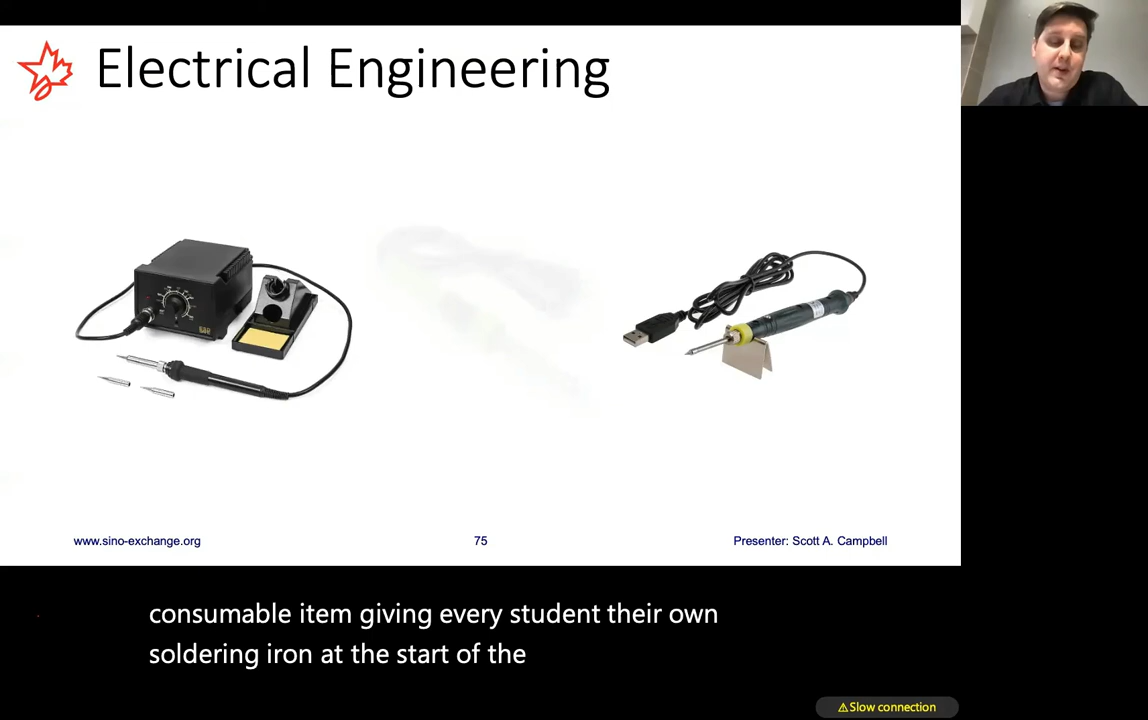 Electrical Engineering
www.sino-exchange.org
75
Presenter: Scott A. Campbell
consumable item giving every student their own
soldering iron at the start of the
⚠Slow connection